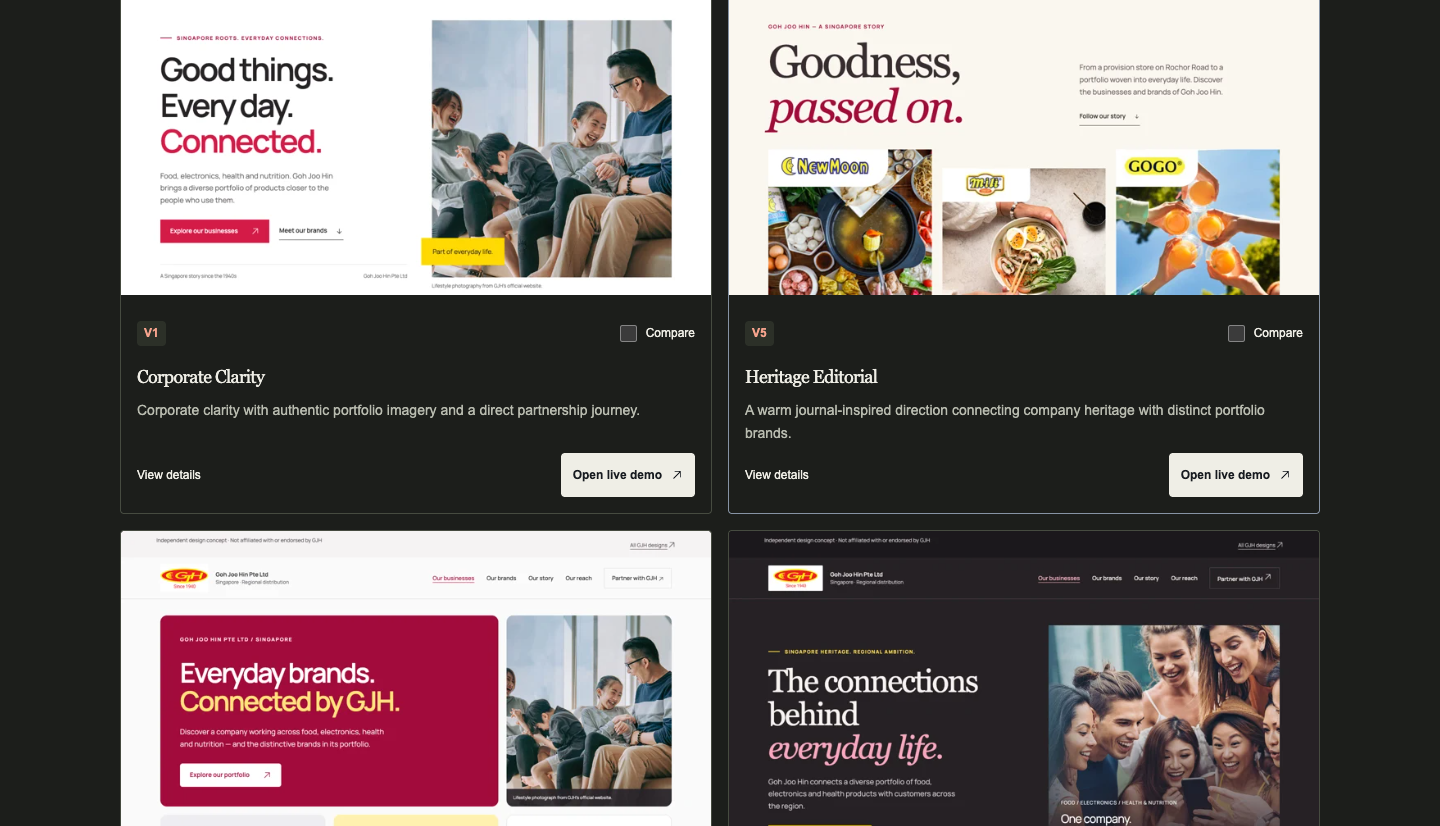 SINGAPORE ROOTS. EVERYDAY CONNECTIONS.
Good things.
Every day.
Connected.
Food, electronics, health and nutrition. Goh Joo Hin
brings a diverse portfolio of products closer to the
people who use them.
Explore our businesses ↗
Meet our brands ↓
A Singapore story since the 1940s
Goh Joo Hin Pte Ltd
Part of everyday life.
Lifestyle photography from GJH's official website.
V1
Compare
Corporate Clarity
Corporate clarity with authentic portfolio imagery and a direct partnership journey.
View details
Open live demo ↗
GOH JOO HIN — A SINGAPORE STORY
Goodness,
passed on.
From a provision store on Rochor Road to a
portfolio woven into everyday life. Discover
the businesses and brands of Goh Joo Hin.
Follow our story ↓
NEW MOON
mili
GOGO®
V5
Compare
Heritage Editorial
A warm journal-inspired direction connecting company heritage with distinct portfolio
brands.
View details
Open live demo ↗
Independent design concept · Not affiliated with or endorsed by GJH
All GJH designs ↗
GJH
Since 1940
Goh Joo Hin Pte Ltd
Singapore · Regional distribution
Our businesses
Our brands
Our story
Our reach
Partner with GJH ↗
GOH JOO HIN PTE LTD / SINGAPORE
Everyday brands.
Connected by GJH.
Discover a company working across food, electronics, health
and nutrition — and the distinctive brands in its portfolio.
Explore our portfolio ↗
Lifestyle photograph from GJH's official website.
Independent design concept · Not affiliated with or endorsed by GJH
All GJH designs ↗
GJH
Since 1940
Goh Joo Hin Pte Ltd
Singapore · Regional distribution
Our businesses
Our brands
Our story
Our reach
Partner with GJH ↗
SINGAPORE HERITAGE. REGIONAL AMBITION.
The connections
behind
everyday life.
Goh Joo Hin connects a diverse portfolio of food,
electronics and health products with customers across
the region.
FOOD / ELECTRONICS / HEALTH & NUTRITION
One company.